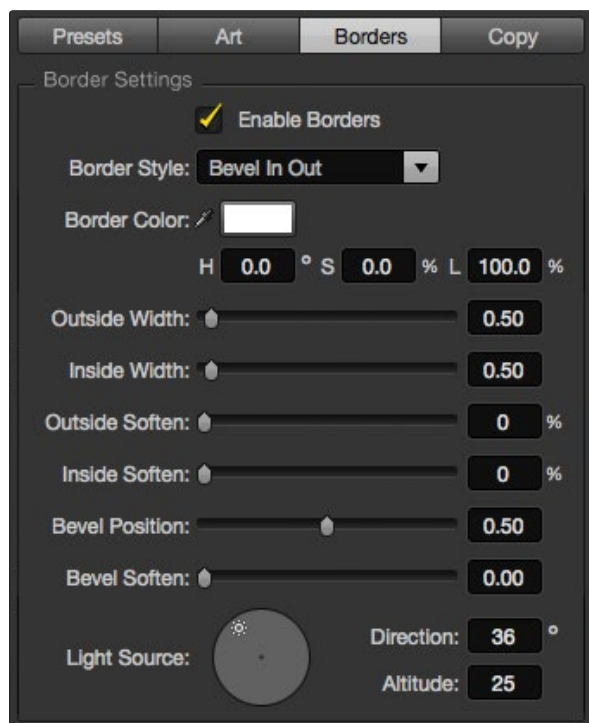 Presets Art Borders Copy
Border Settings
Enable Borders
Border Style: Bevel In Out
Border Color:
H 0.0 ° S 0.0 % L 100.0 %
Outside Width: 0.50
Inside Width: 0.50
Outside Soften: 0 %
Inside Soften: 0 %
Bevel Position: 0.50
Bevel Soften: 0.00
Light Source:
Direction: 36 °
Altitude: 25